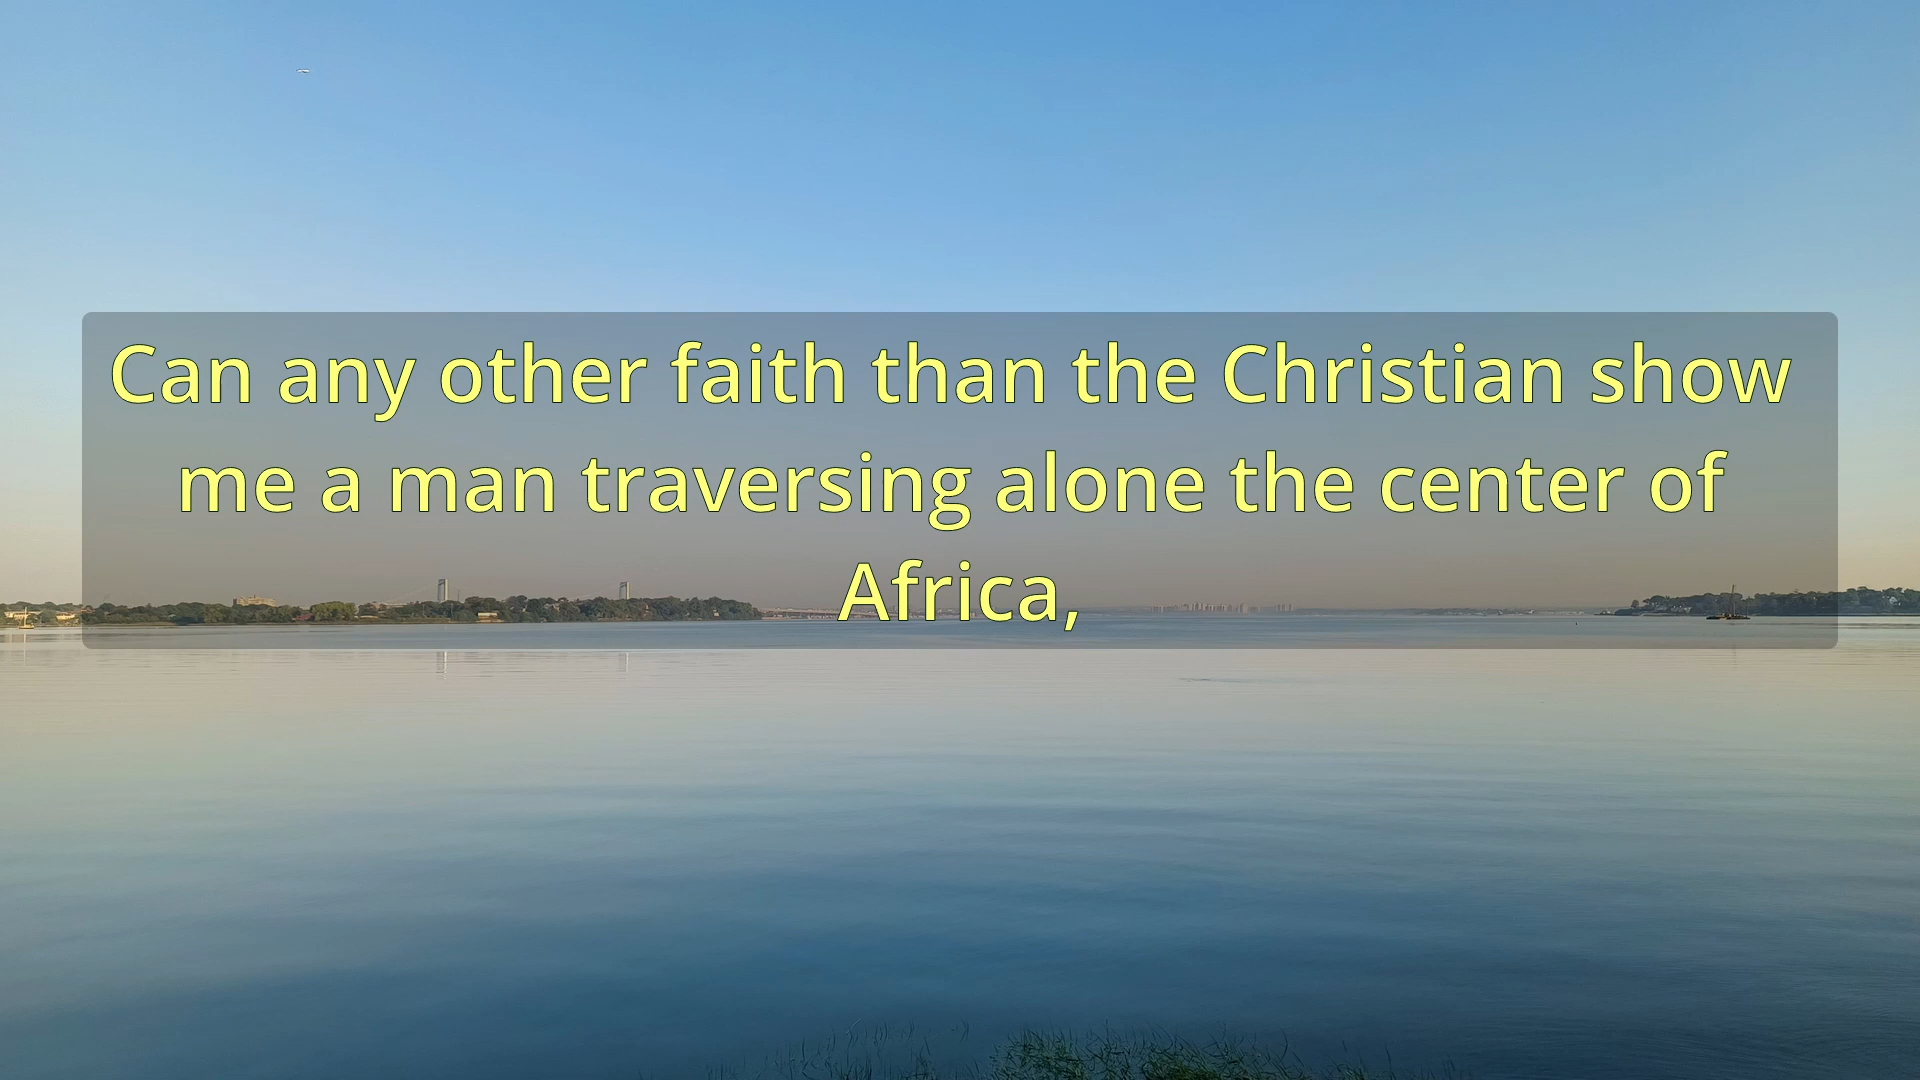 Can any other faith than the Christian show
me a man traversing alone the center of
Africa,